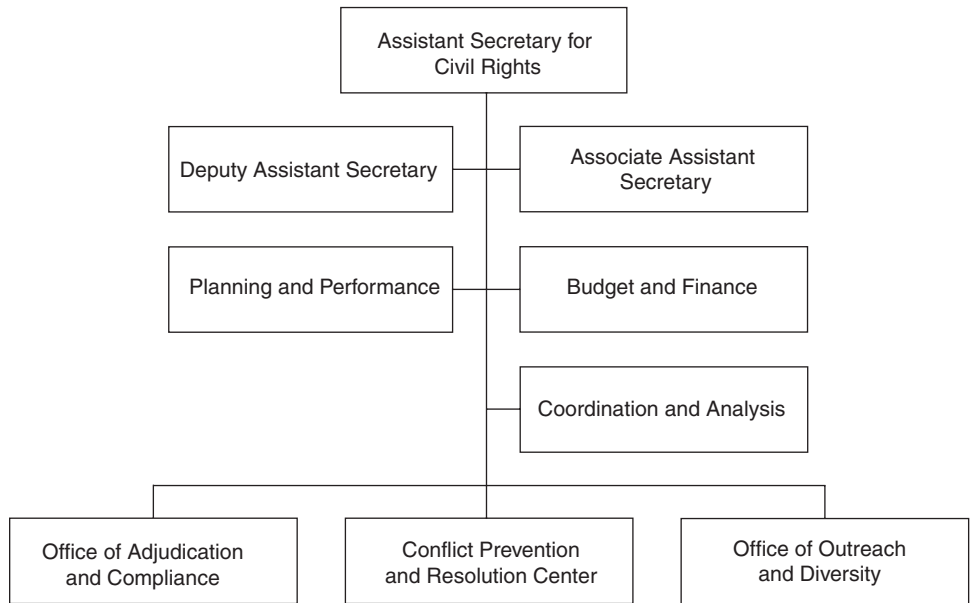 Assistant Secretary for
Civil Rights
Deputy Assistant Secretary
Associate Assistant
Secretary
Planning and Performance
Budget and Finance
Coordination and Analysis
Office of Adjudication
and Compliance
Conflict Prevention
and Resolution Center
Office of Outreach
and Diversity